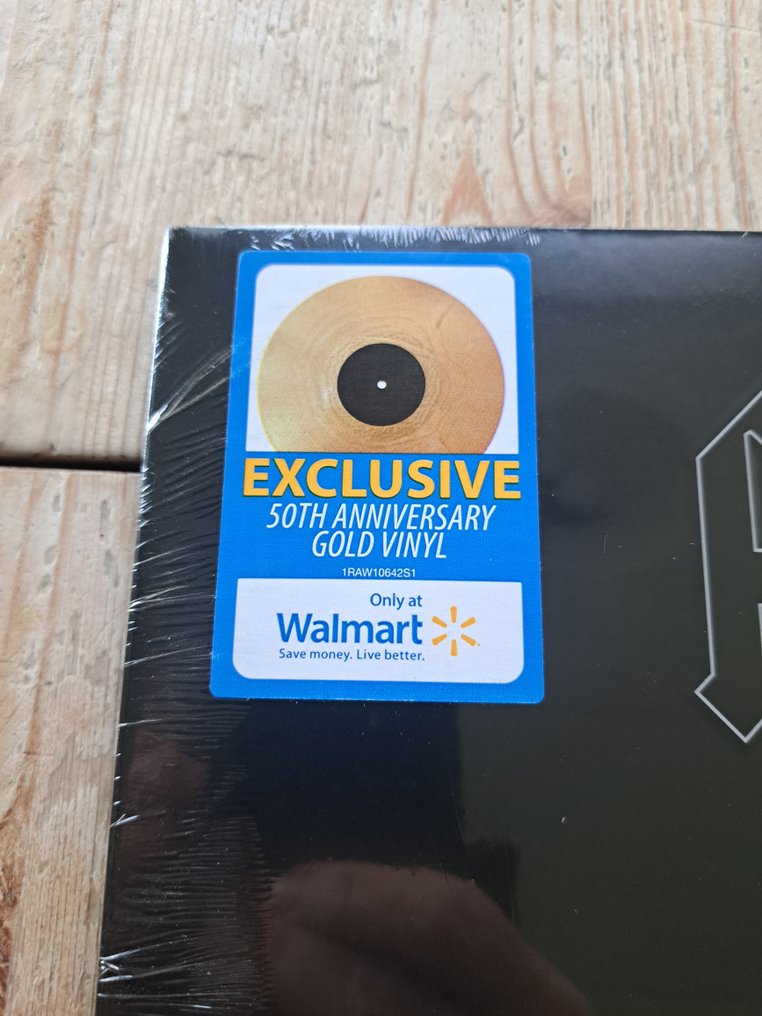 EXCLUSIVE
50TH ANNIVERSARY
GOLD VINYL
1RAW10642S1
Only at
Walmart
Save money. Live better.